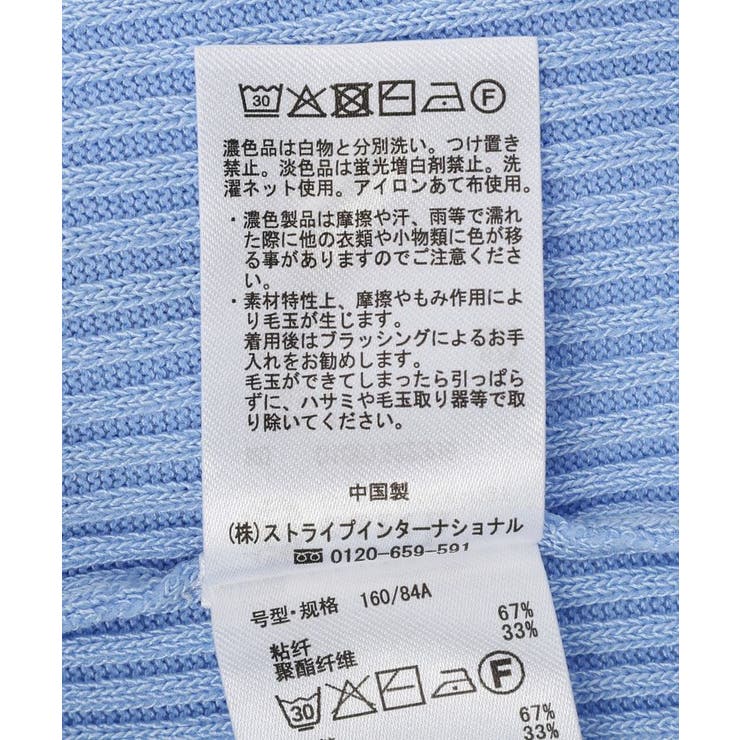 30 F
濃色品は白物と分別洗い。つけ置き
禁止。淡色品は蛍光増白剤禁止。洗
濯ネット使用。アイロンあて布使用。
・濃色製品は摩擦や汗、雨等で濡れ
た際に他の衣類や小物類に色が移
る事がありますのでご注意くださ
い。
・素材特性上、摩擦やもみ作用によ
り毛玉が生じます。
着用後はブラッシングによるお手
入れをお勧めします。
毛玉ができてしまったら引っぱら
ずに、ハサミや毛玉取り器等で取
り除いてください。
中国製
(株)ストライプインターナショナル
0120-659-591
号型·规格 160/84A
粘纤 67%
聚酯纤维 33%
30 F
67%
33%